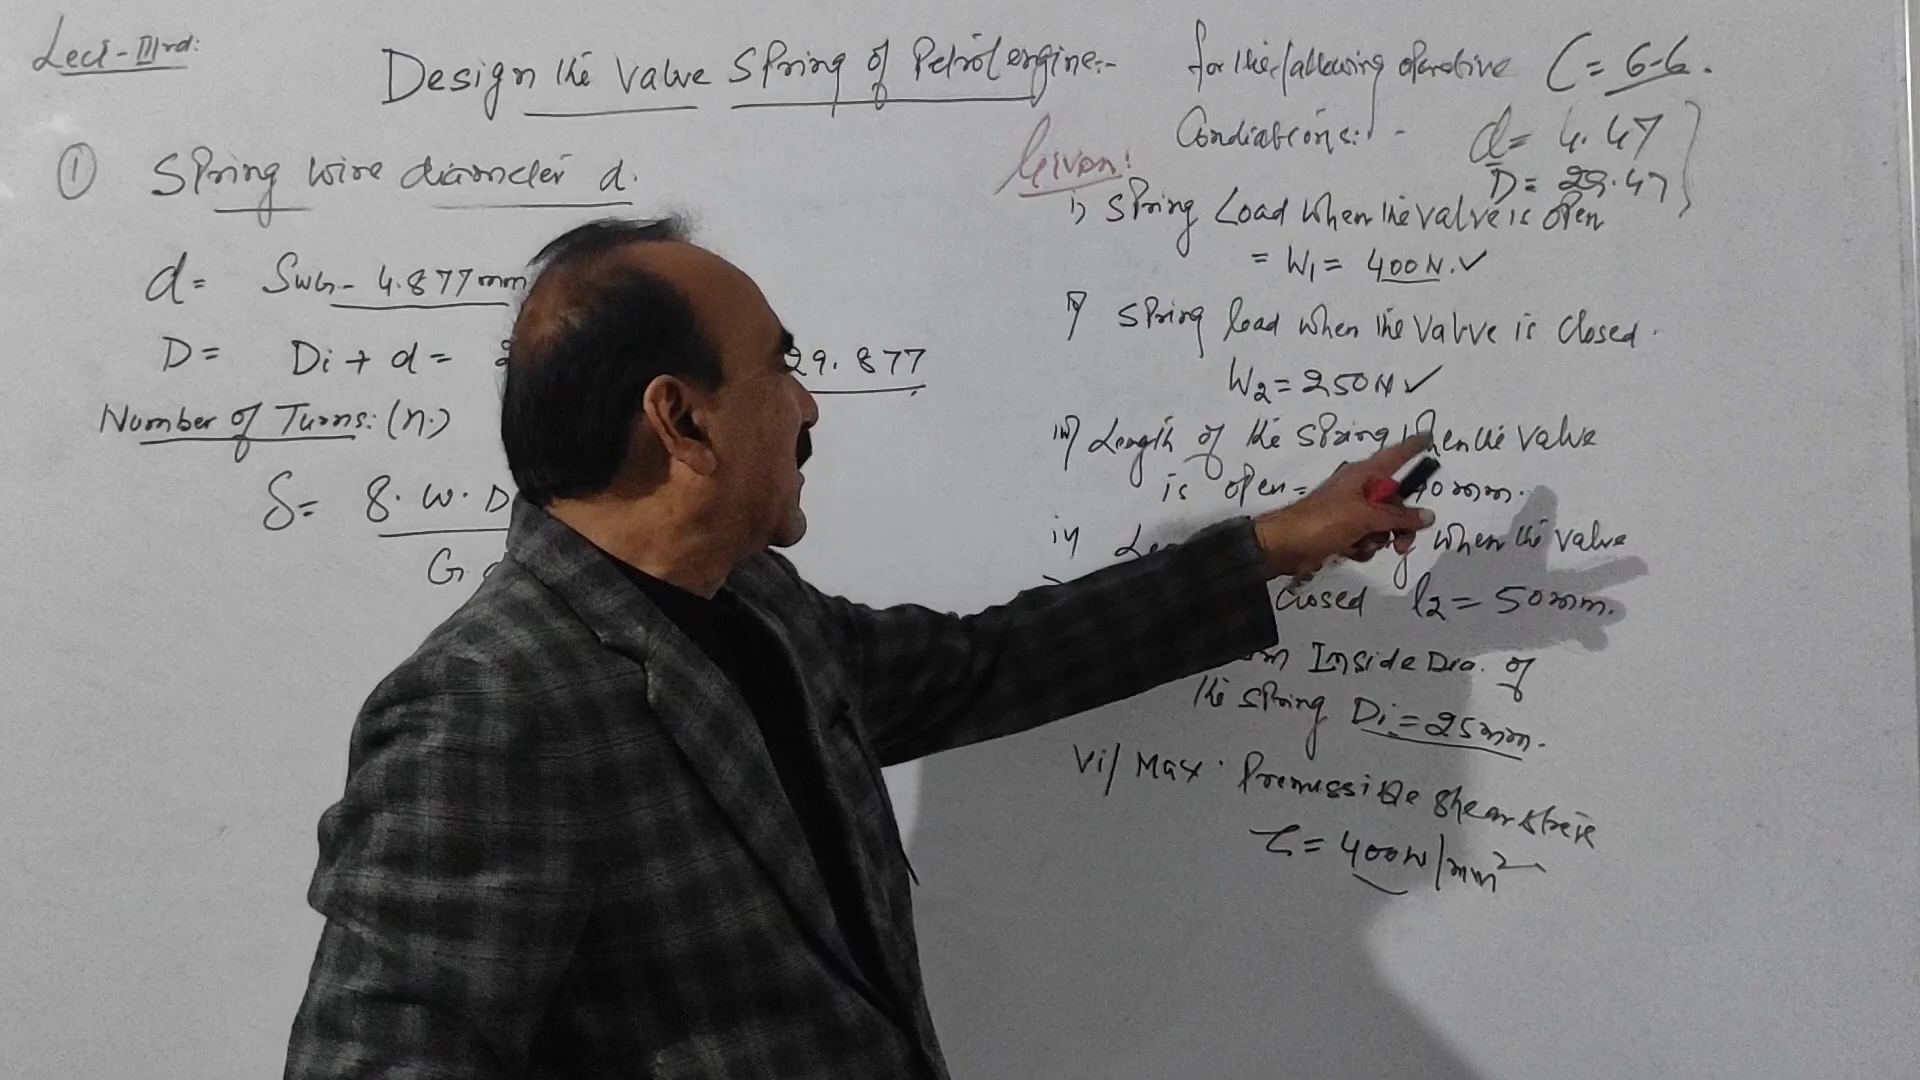 Lect-IIIrd:
Design the Valve Spring of Petrol engine:- for the following operative
Condiations:-
C = 6.6.
d = 4.47
D = 29.47
① Spring wire diameter d.
d = SWG- 4.877mm
D = Di + d = 29.877
Number of Turns: (n.)
δ = 8. W. D
G
Given:
i) Spring Load when the valve is open
= W1 = 400N. ✓
ii) Spring load when the valve is closed.
W2 = 250N ✓
iii) Length of the spring when the valve
is open = 40mm.
iv when the valve
closed l2 = 50mm.
Inside Dia. of
the spring Di = 25mm.
Vi/ Max. Premissible shear stress
τ = 400N/mm²